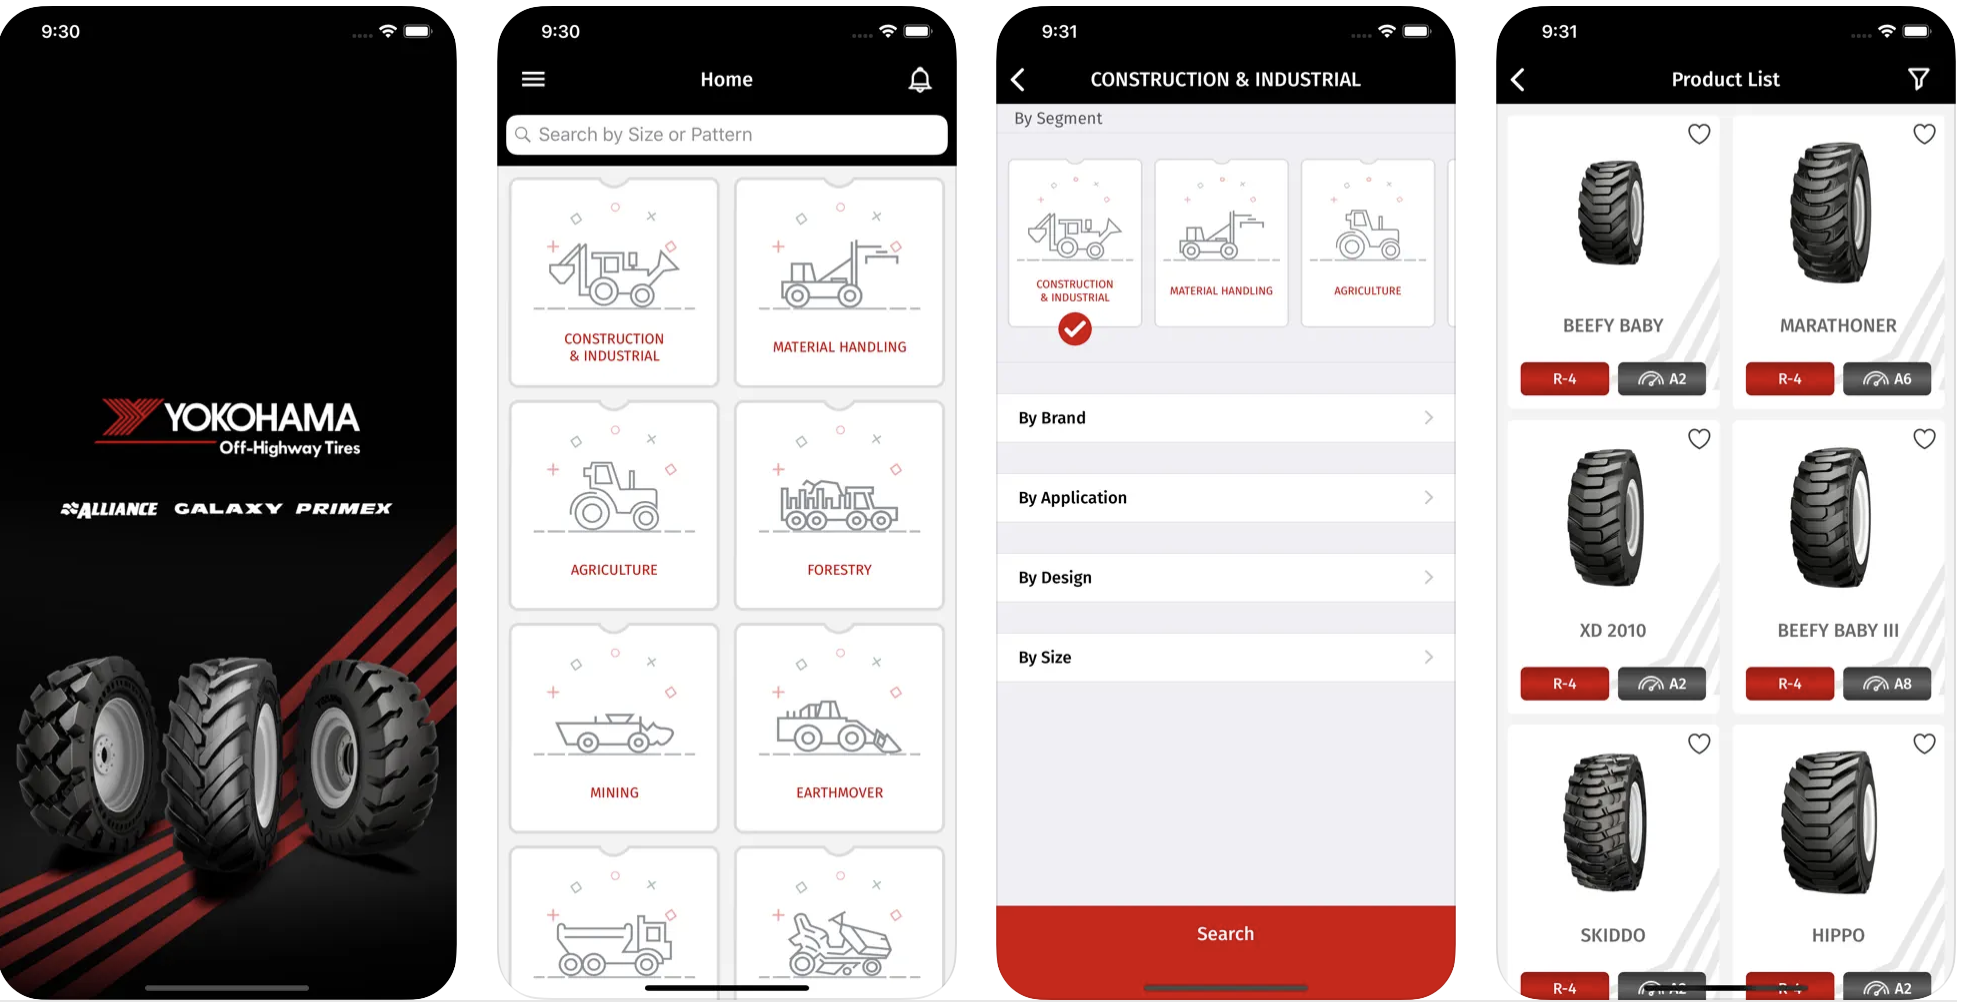 9:30
YOKOHAMA
Off-Highway Tires
ALLIANCE GALAXY PRIMEX
9:30
Home
Search by Size or Pattern
CONSTRUCTION
& INDUSTRIAL
MATERIAL HANDLING
AGRICULTURE
FORESTRY
MINING
EARTHMOVER
9:31
CONSTRUCTION & INDUSTRIAL
By Segment
CONSTRUCTION
& INDUSTRIAL
MATERIAL HANDLING
AGRICULTURE
By Brand
By Application
By Design
By Size
Search
9:31
Product List
BEEFY BABY
R-4 A2
MARATHONER
R-4 A6
XD 2010
R-4 A2
BEEFY BABY III
R-4 A8
SKIDDO
R-4 A2
HIPPO
R-4 A2